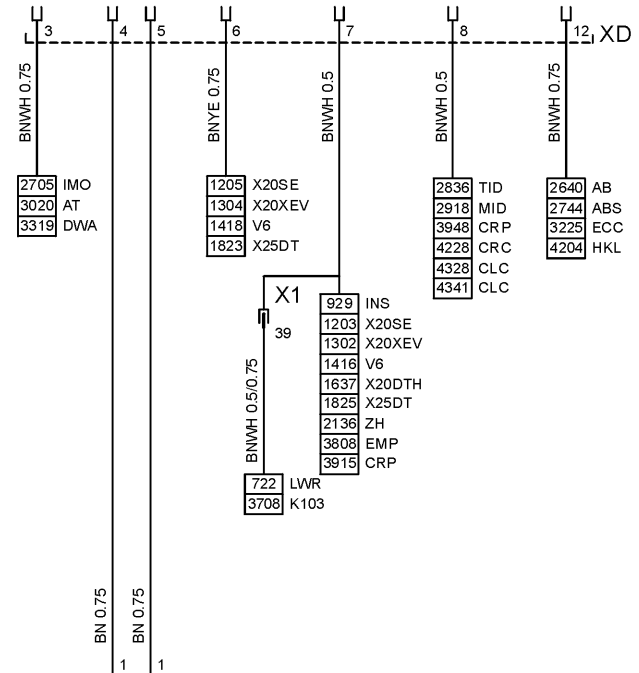 3 4 5 6 7 8 12 XD
BNWH 0.75
BNYE 0.75
BNWH 0.5
BNWH 0.5
BNWH 0.75
2705 IMO
3020 AT
3319 DWA
1205 X20SE
1304 X20XEV
1418 V6
1823 X25DT
2836 TID
2918 MID
3948 CRP
4228 CRC
4328 CLC
4341 CLC
2640 AB
2744 ABS
3225 ECC
4204 HKL
X1
39
BNWH 0.5/0.75
929 INS
1203 X20SE
1302 X20XEV
1416 V6
1637 X20DTH
1825 X25DT
2136 ZH
3808 EMP
3915 CRP
722 LWR
3708 K103
BN 0.75
BN 0.75
1 1